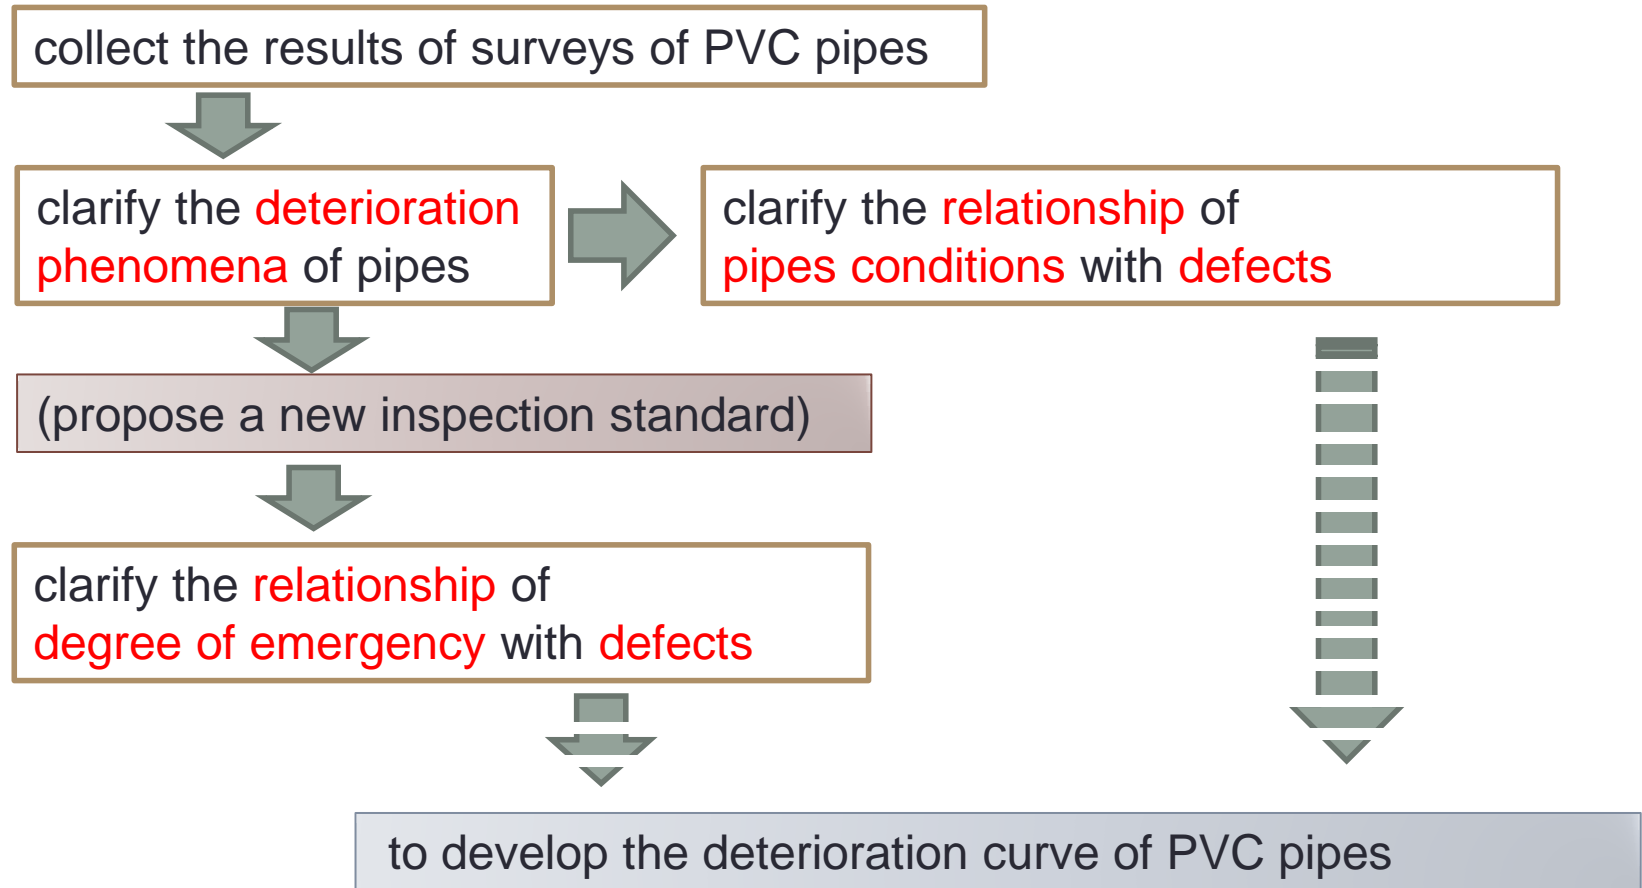 collect the results of surveys of PVC pipes
clarify the deterioration
phenomena of pipes
clarify the relationship of
pipes conditions with defects
(propose a new inspection standard)
clarify the relationship of
degree of emergency with defects
to develop the deterioration curve of PVC pipes